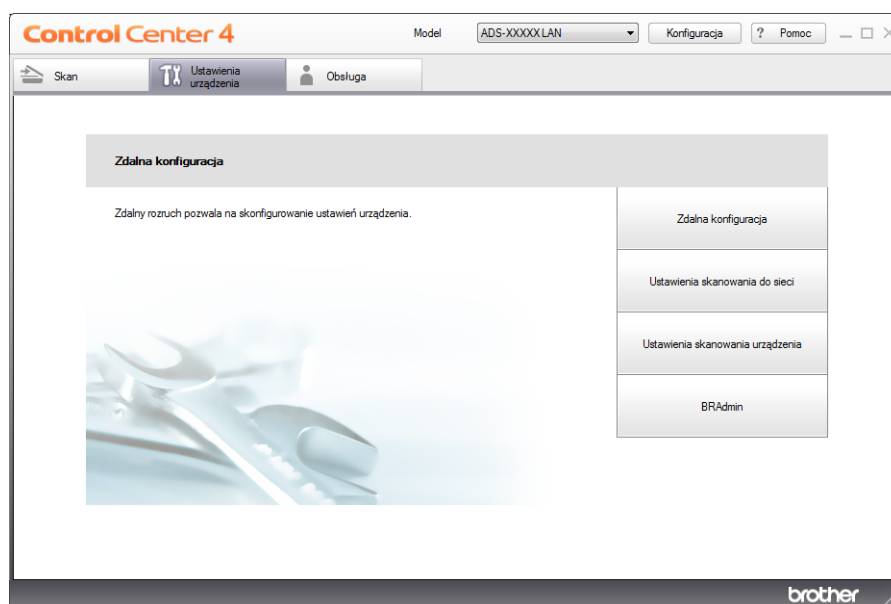 Control Center 4
Model
ADS-XXXXX LAN
Konfiguracja
? Pomoc
Skan
Ustawienia
urządzenia
Obsługa
Zdalna konfiguracja
Zdalny rozruch pozwala na skonfigurowanie ustawień urządzenia.
Zdalna konfiguracja
Ustawienia skanowania do sieci
Ustawienia skanowania urządzenia
BRAdmin
brother